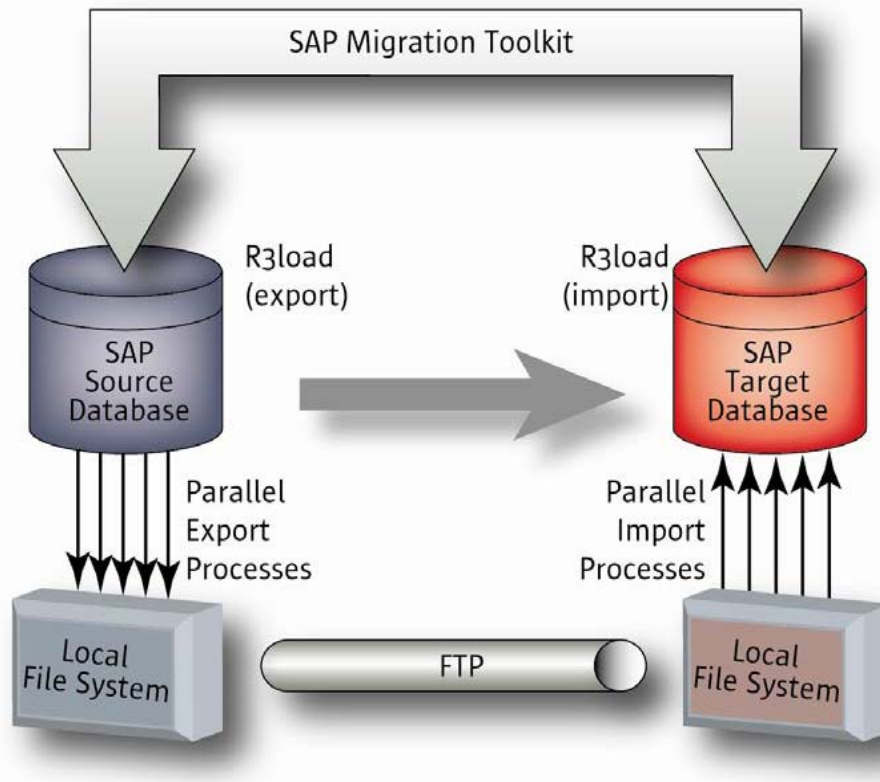 SAP Migration Toolkit
R3load
(export)
R3load
(import)
SAP
Source
Database
SAP
Target
Database
Parallel
Export
Processes
Parallel
Import
Processes
Local
File System
FTP
Local
File System